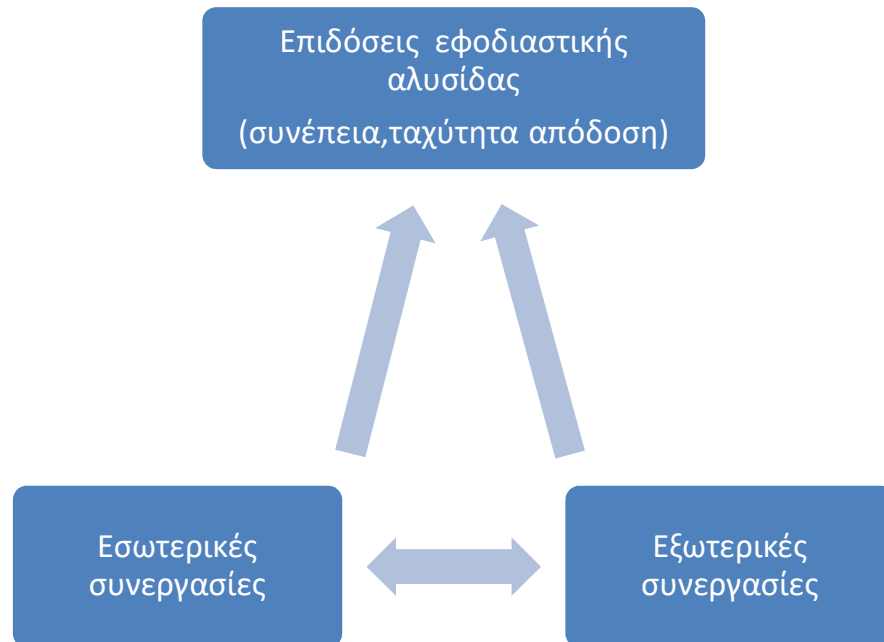 Επιδόσεις εφοδιαστικής
αλυσίδας
(συνέπεια,ταχύτητα απόδοση)
Εσωτερικές
συνεργασίες
Εξωτερικές
συνεργασίες